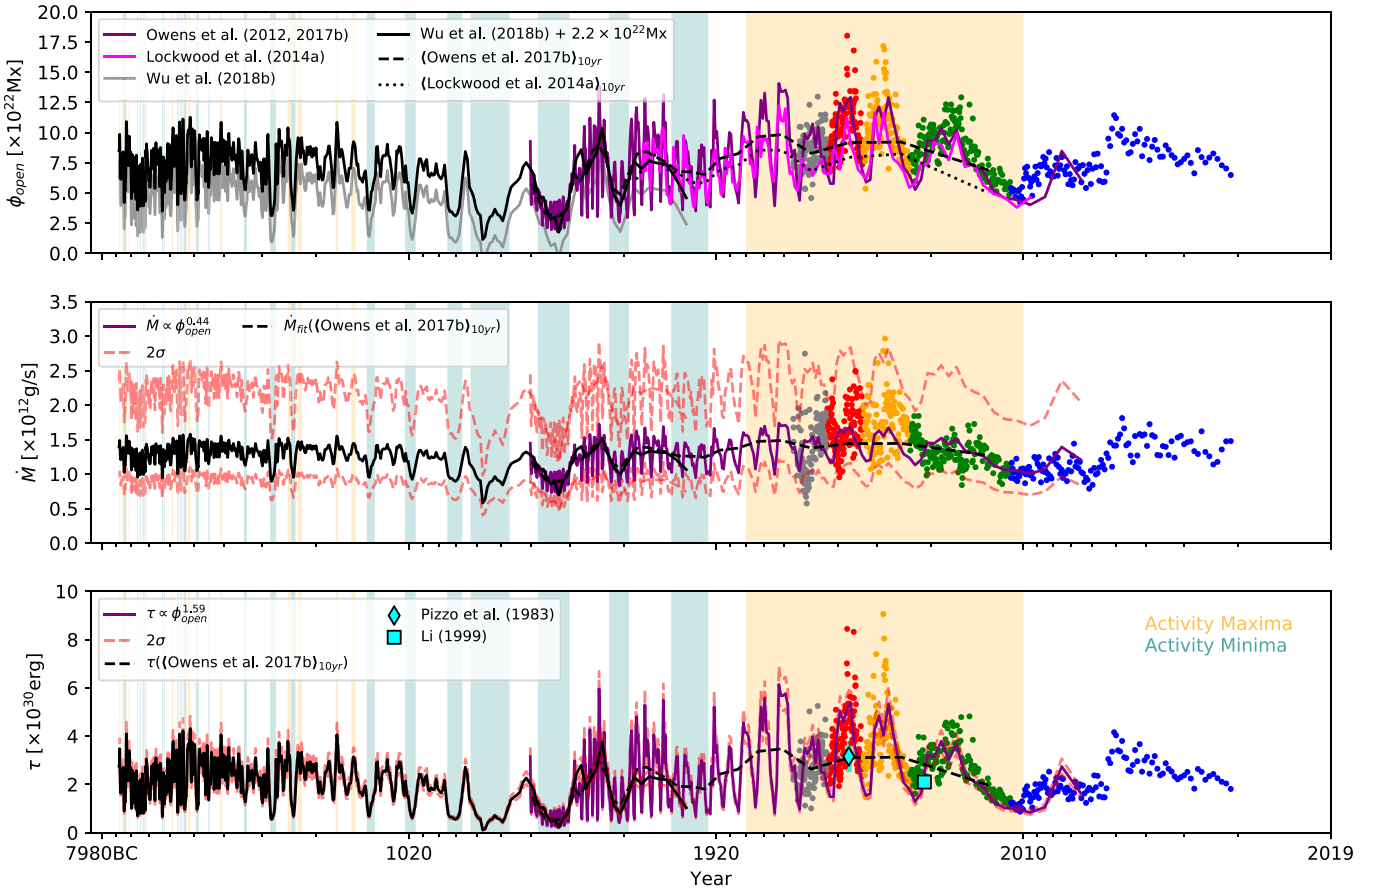 20.0
17.5
15.0
12.5
10.0
7.5
5.0
2.5
0.0
ϕ_open [×10^22Mx]
Owens et al. (2012, 2017b)
Lockwood et al. (2014a)
Wu et al. (2018b)
Wu et al. (2018b) + 2.2 × 10^22Mx
⟨Owens et al. 2017b⟩_10yr
⟨Lockwood et al. 2014a⟩_10yr
3.5
3.0
2.5
2.0
1.5
1.0
0.5
0.0
Ṁ [×10^12g/s]
Ṁ ∝ ϕ_open^0.44
2σ
Ṁ_fit(⟨Owens et al. 2017b⟩_10yr)
10
8
6
4
2
0
τ [×10^30erg]
τ ∝ ϕ_open^1.59
2σ
τ(⟨Owens et al. 2017b⟩_10yr)
Pizzo et al. (1983)
Li (1999)
Activity Maxima
Activity Minima
7980BC
1020
1920
2010
2019
Year